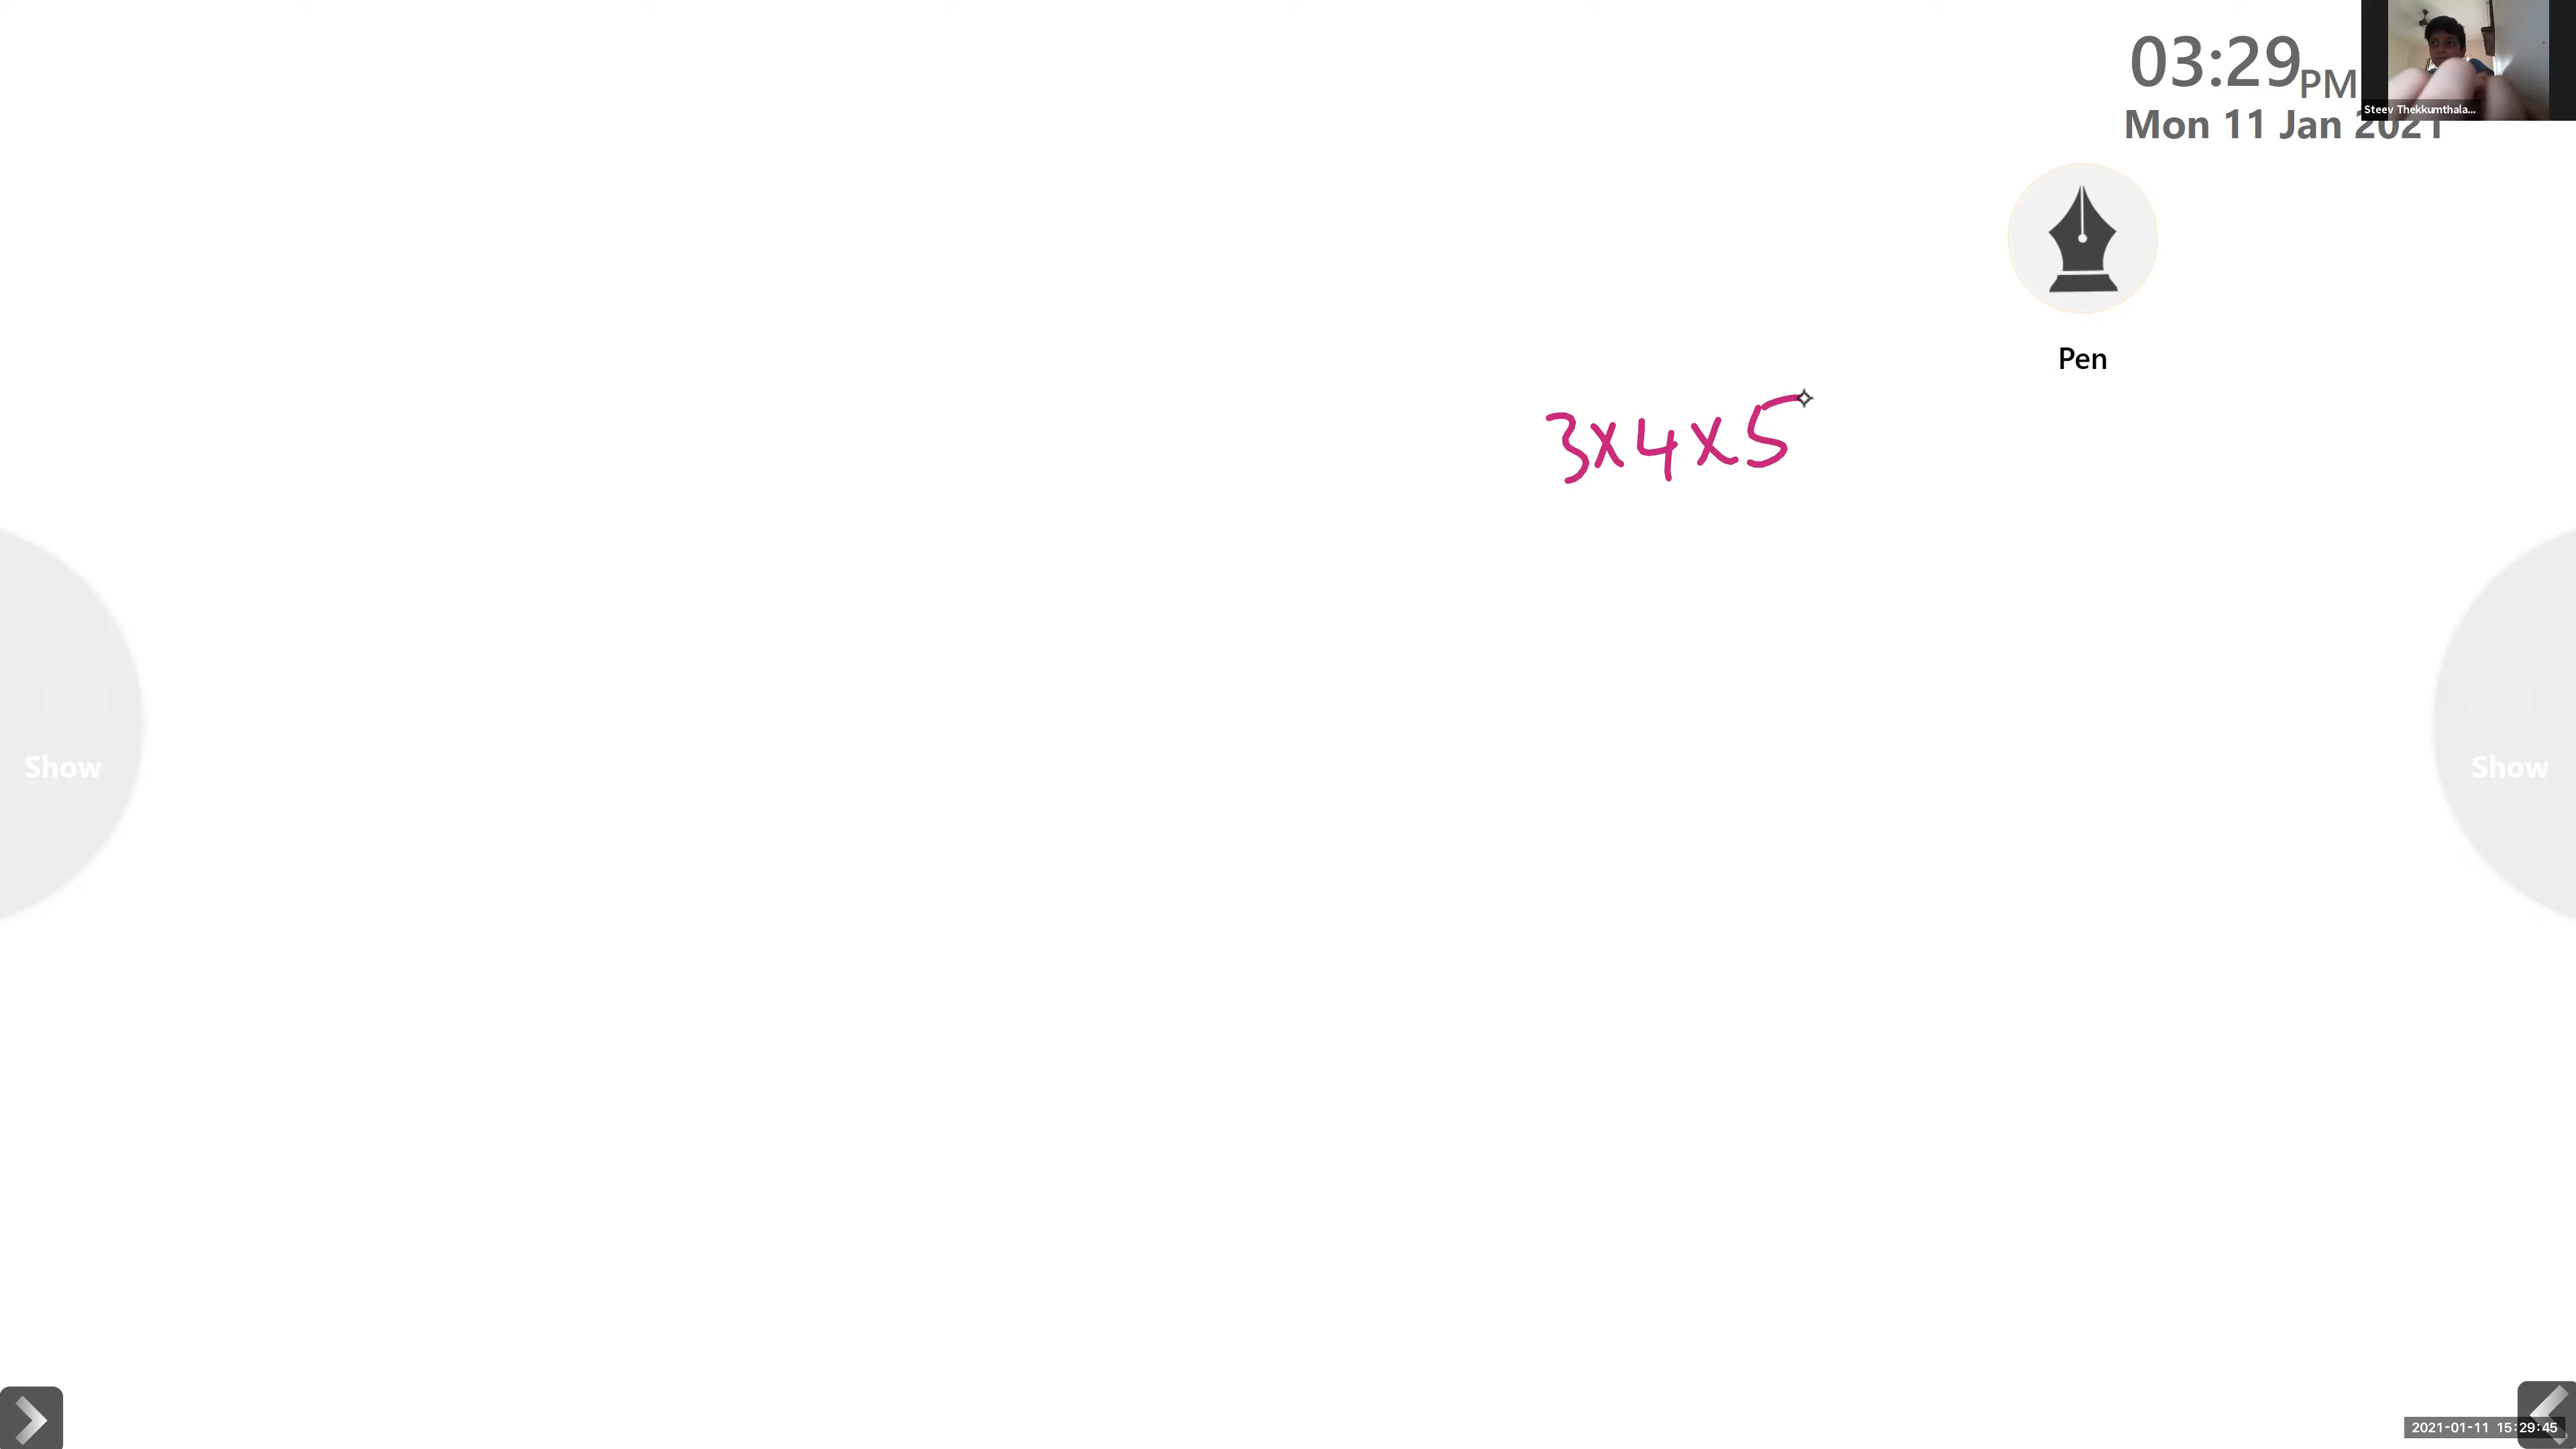 03:29PM
Mon 11 Jan 2021
Steev Thekkumthala...
Pen
3x4x5
Show
Show
2021-01-11 15:29:45